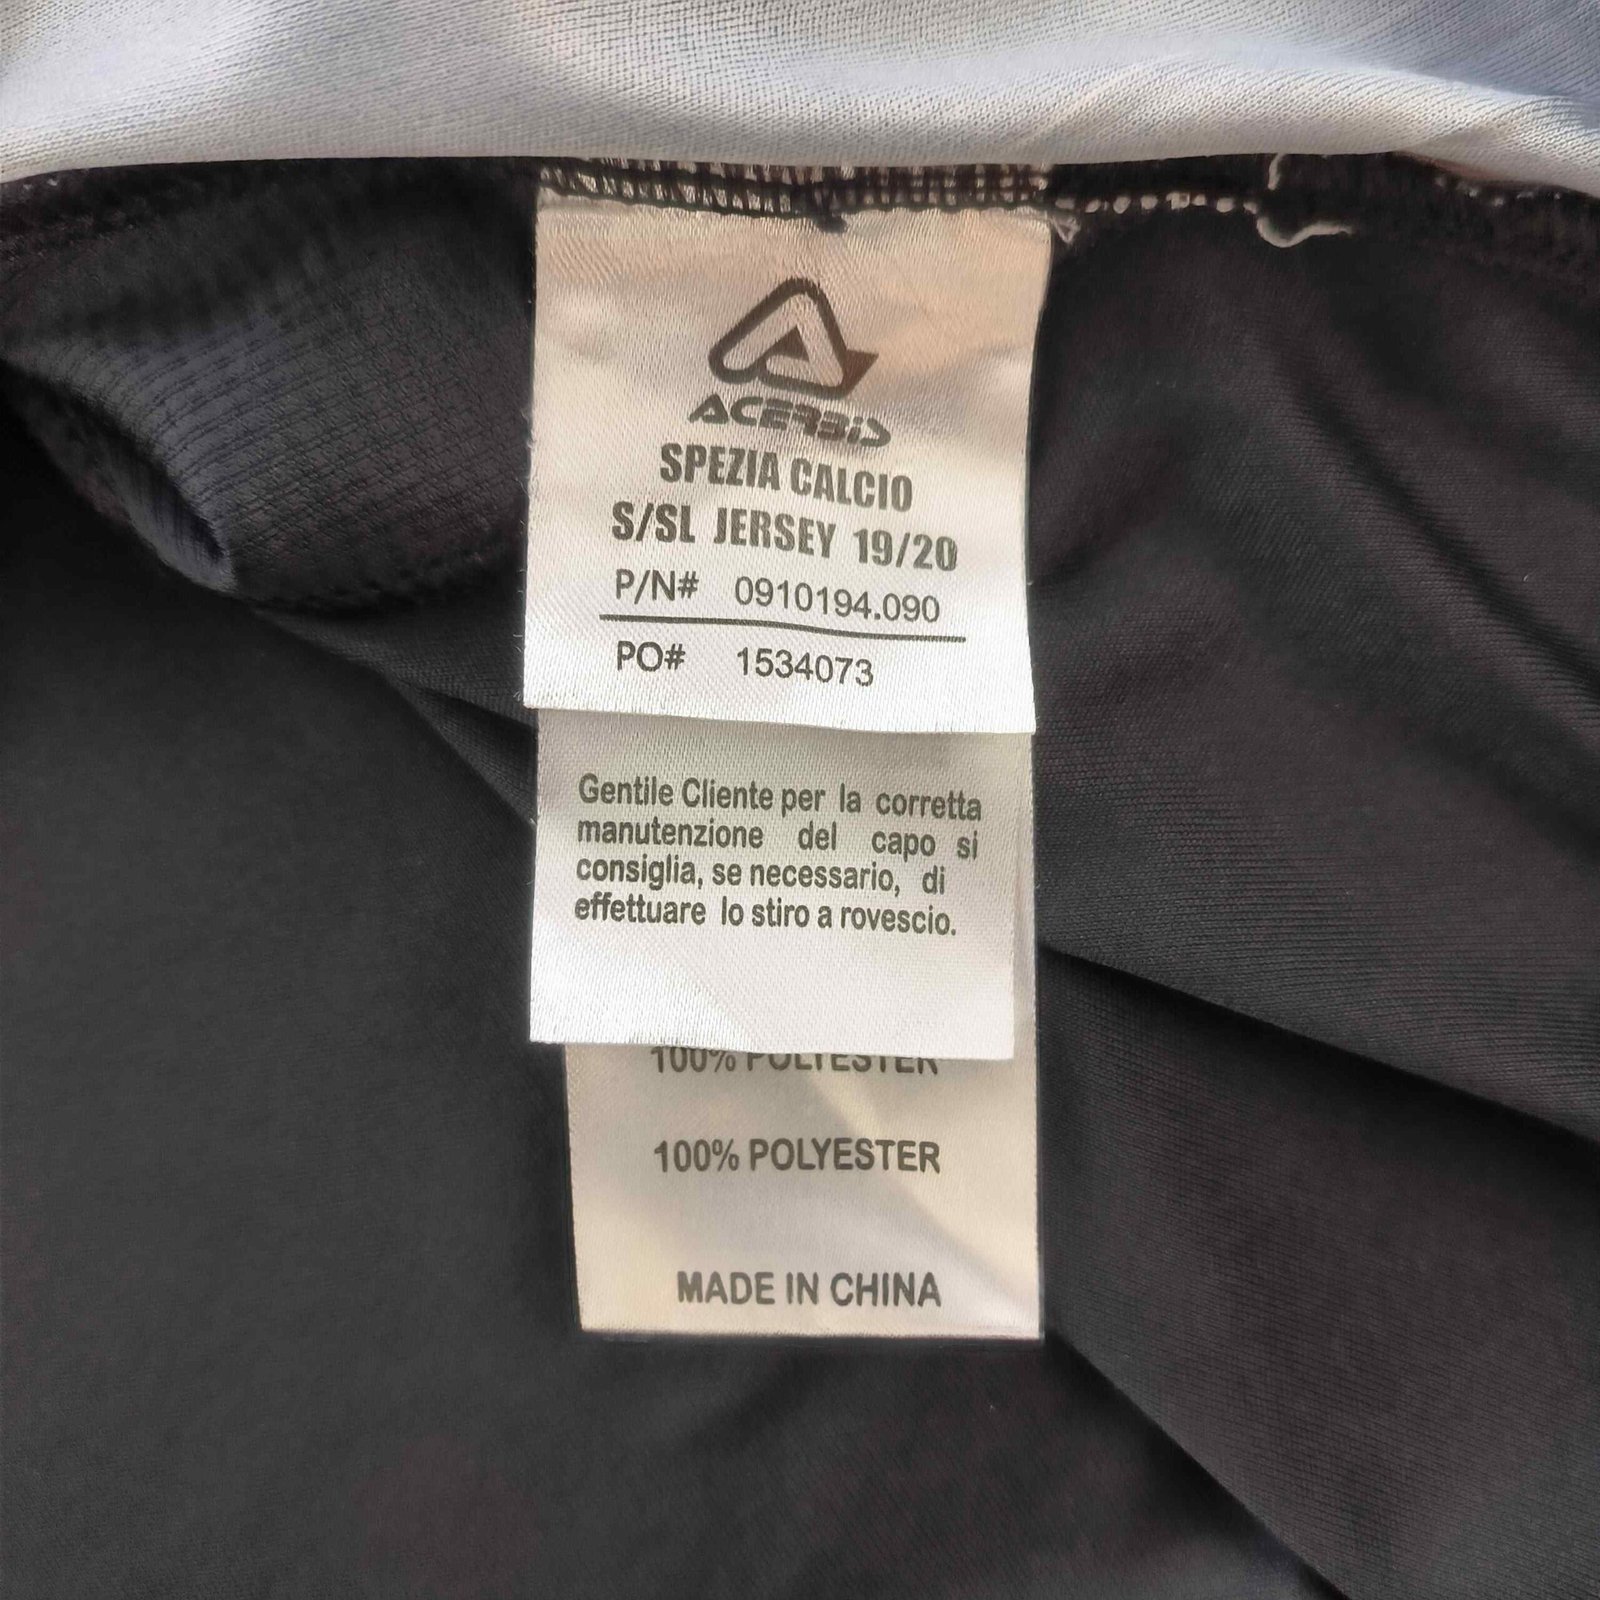 ACERBIS
SPEZIA CALCIO
S/SL JERSEY 19/20
P/N# 0910194.090
PO# 1534073
Gentile Cliente per la corretta
manutenzione del capo si
consiglia, se necessario, di
effettuare lo stiro a rovescio.
100% POLYESTER
100% POLYESTER
MADE IN CHINA